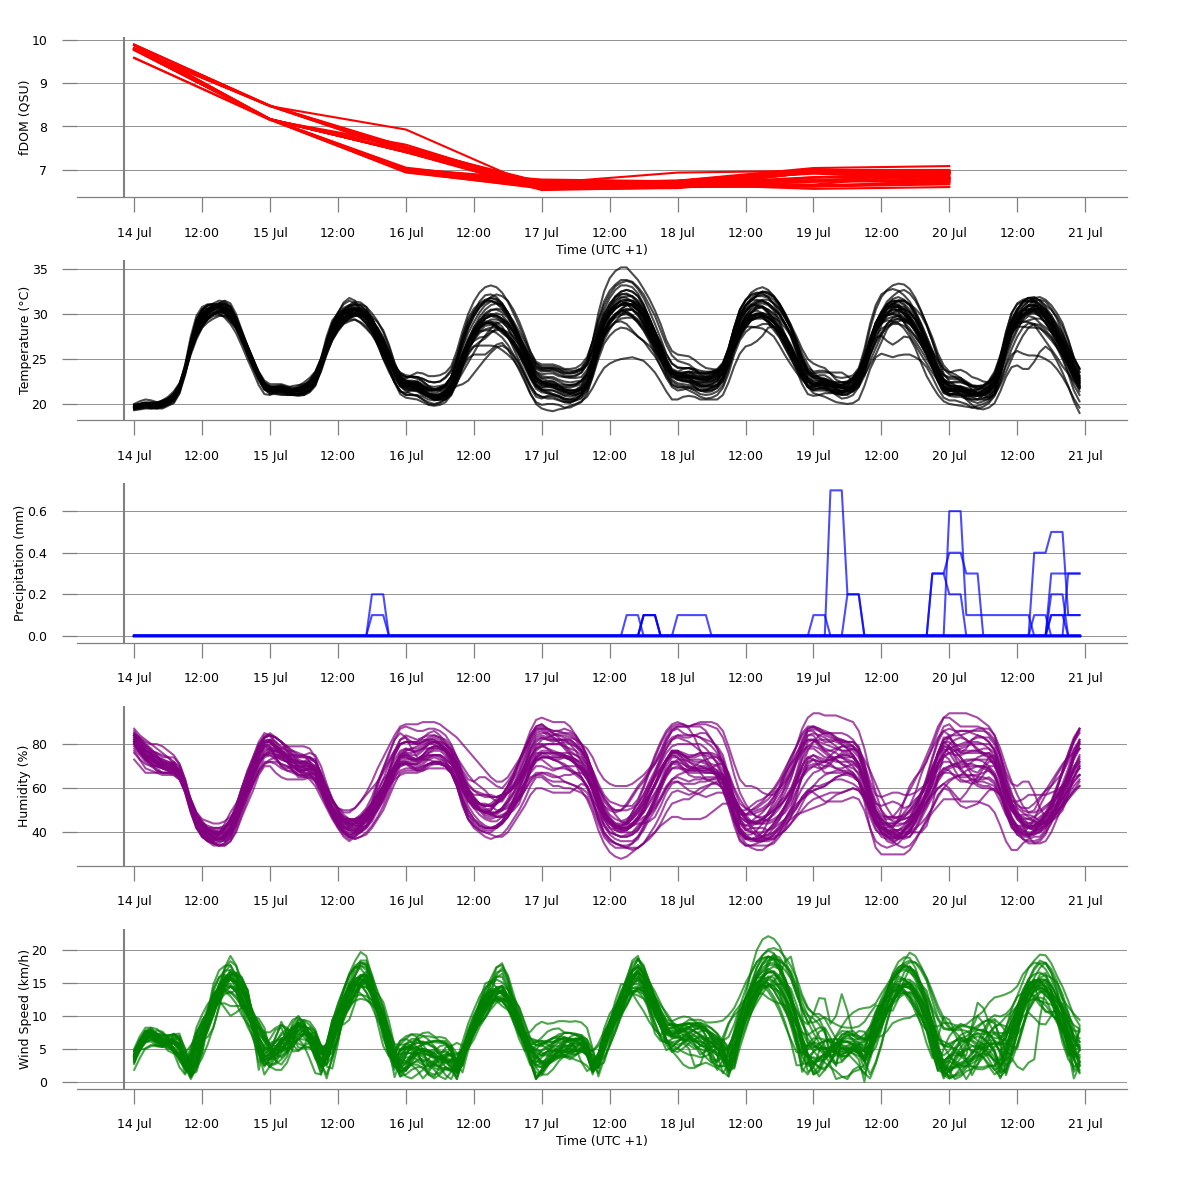 10
9
8
7
fDOM (QSU)
14 Jul 12:00 15 Jul 12:00 16 Jul 12:00 17 Jul 12:00 18 Jul 12:00 19 Jul 12:00 20 Jul 12:00 21 Jul
Time (UTC +1)
35
30
25
20
Temperature (°C)
14 Jul 12:00 15 Jul 12:00 16 Jul 12:00 17 Jul 12:00 18 Jul 12:00 19 Jul 12:00 20 Jul 12:00 21 Jul
0.6
0.4
0.2
0.0
Precipitation (mm)
14 Jul 12:00 15 Jul 12:00 16 Jul 12:00 17 Jul 12:00 18 Jul 12:00 19 Jul 12:00 20 Jul 12:00 21 Jul
80
60
40
Humidity (%)
14 Jul 12:00 15 Jul 12:00 16 Jul 12:00 17 Jul 12:00 18 Jul 12:00 19 Jul 12:00 20 Jul 12:00 21 Jul
20
15
10
5
0
Wind Speed (km/h)
14 Jul 12:00 15 Jul 12:00 16 Jul 12:00 17 Jul 12:00 18 Jul 12:00 19 Jul 12:00 20 Jul 12:00 21 Jul
Time (UTC +1)